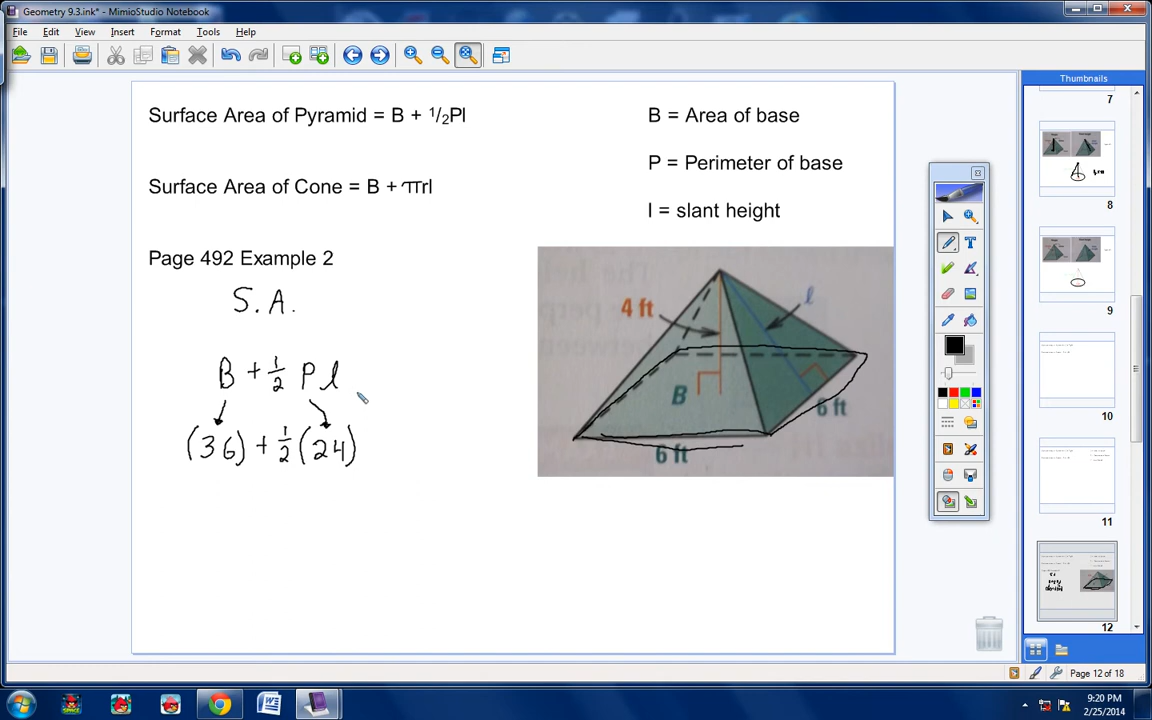 Geometry 9.3.ink* - MimioStudio Notebook
File Edit View Insert Format Tools Help
Surface Area of Pyramid = B + 1/2Pl
B = Area of base
P = Perimeter of base
Surface Area of Cone = B + πrl
l = slant height
Page 492 Example 2
S.A.
B + 1/2 P l
(36) + 1/2 (24)
4 ft
l
B
6 ft
6 ft
Thumbnails
7
8
9
10
11
12
Page 12 of 18
9:20 PM
2/25/2014